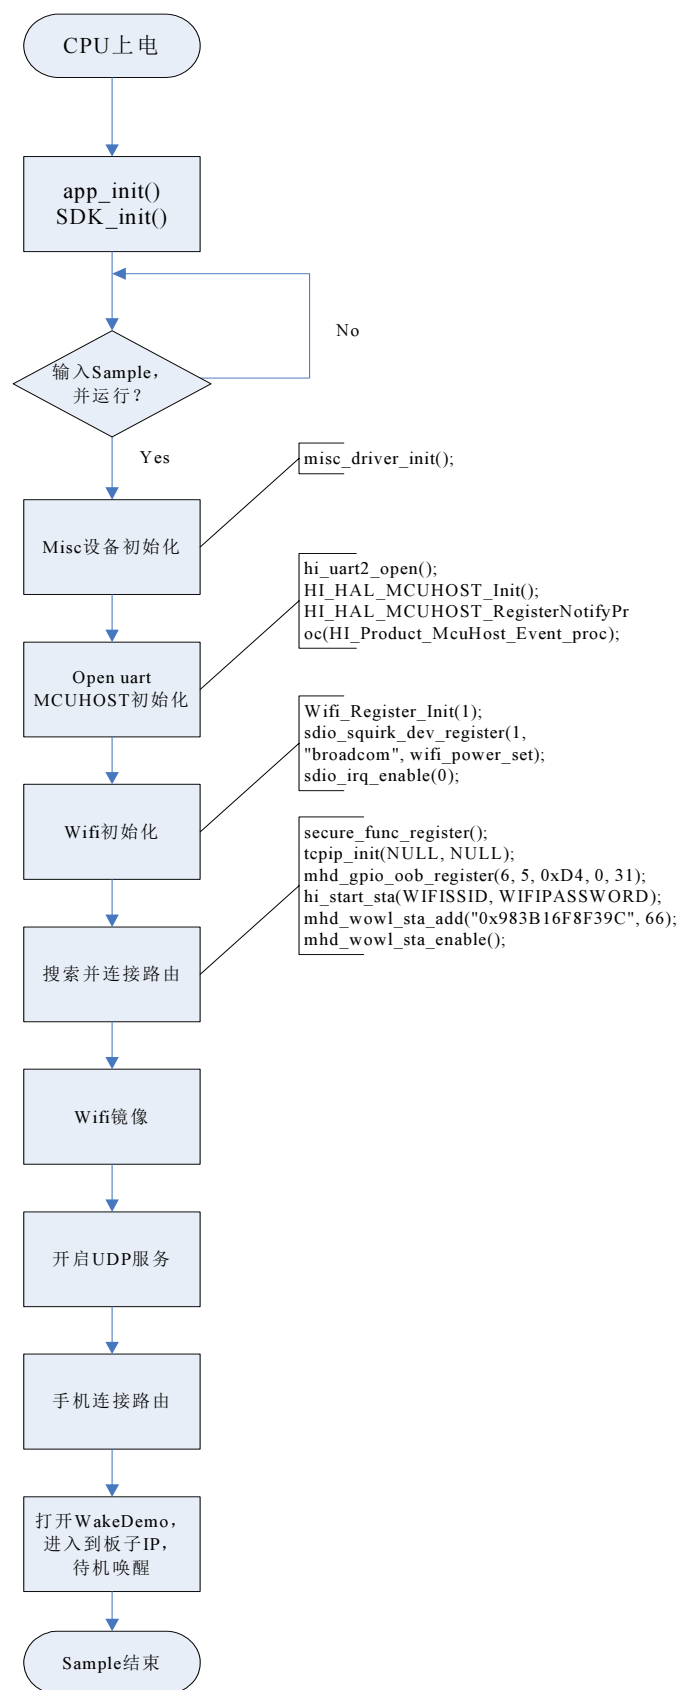 CPU上电
app_init()
SDK_init()
No
输入Sample，
并运行？
Yes
misc_driver_init();
Misc设备初始化
hi_uart2_open();
HI_HAL_MCUHOST_Init();
HI_HAL_MCUHOST_RegisterNotifyPr
oc(HI_Product_McuHost_Event_proc);
Open uart
MCUHOST初始化
Wifi_Register_Init(1);
sdio_squirk_dev_register(1,
"broadcom", wifi_power_set);
sdio_irq_enable(0);
Wifi初始化
secure_func_register();
tcpip_init(NULL, NULL);
mhd_gpio_oob_register(6, 5, 0xD4, 0, 31);
hi_start_sta(WIFISSID, WIFIPASSWORD);
mhd_wowl_sta_add("0x983B16F8F39C", 66);
mhd_wowl_sta_enable();
搜索并连接路由
Wifi镜像
开启UDP服务
手机连接路由
打开WakeDemo，
进入到板子IP，
待机唤醒
Sample结束